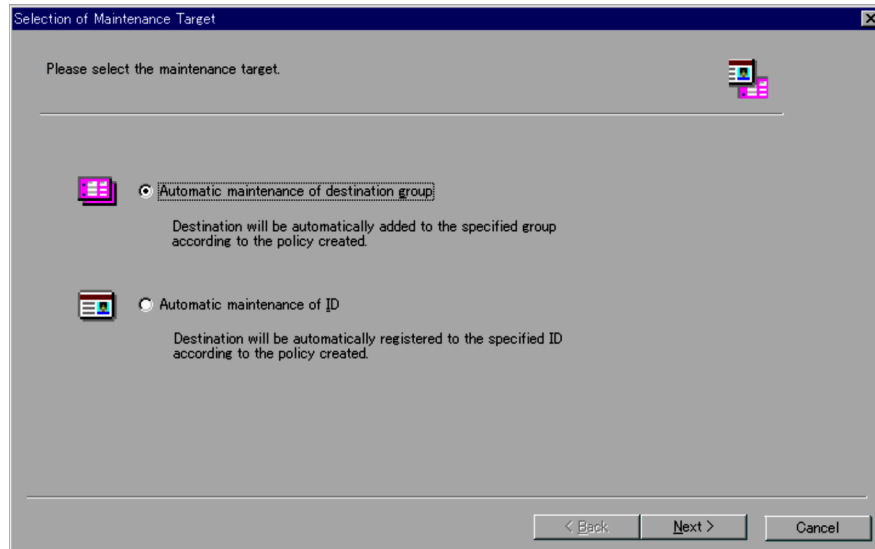 Selection of Maintenance Target
Please select the maintenance target.
Automatic maintenance of destination group
Destination will be automatically added to the specified group
according to the policy created.
Automatic maintenance of ID
Destination will be automatically registered to the specified ID
according to the policy created.
< Back
Next >
Cancel